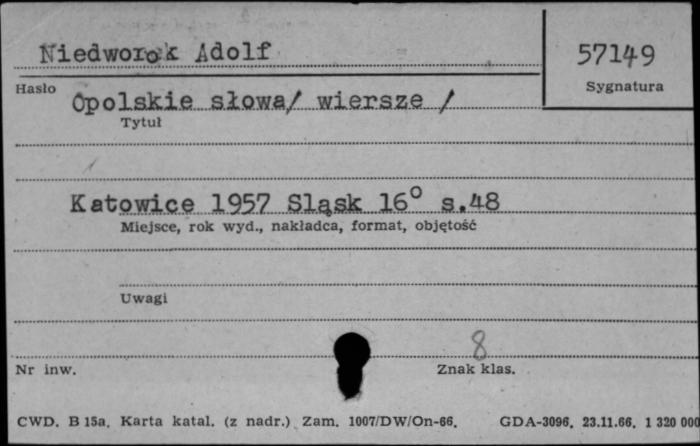 Niedworok Adolf
57149
Hasło
Sygnatura
Opolskie słowa/ wiersze /
Tytuł
Katowice 1957 Sląsk 16° s.48
Miejsce, rok wyd., nakładca, format, objętość
Uwagi
8
Nr inw.
Znak klas.
CWD. B 15a. Karta katal. (z nadr.) Zam. 1007/DW/On-66. GDA-3096. 23.11.66. 1 320 000